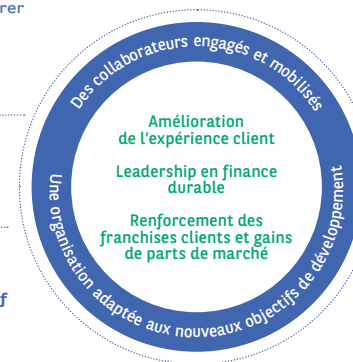 rer
Des collaborateurs engagés et mobilisés
Amélioration
de l'expérience client
Leadership en finance
durable
Renforcement des
franchises clients et gains
de parts de marché
Une organisation adaptée aux nouveaux objectifs de développement
f